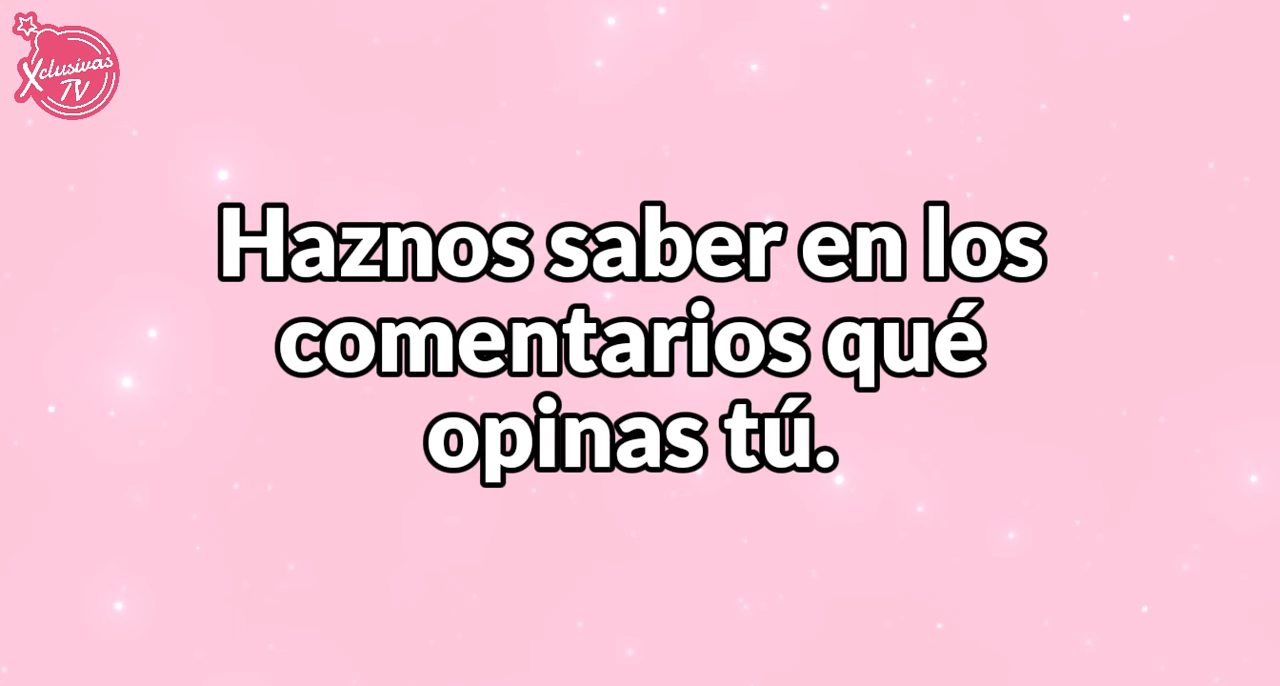 Xclusivas
TV
Haznos saber en los
comentarios qué
opinas tú.